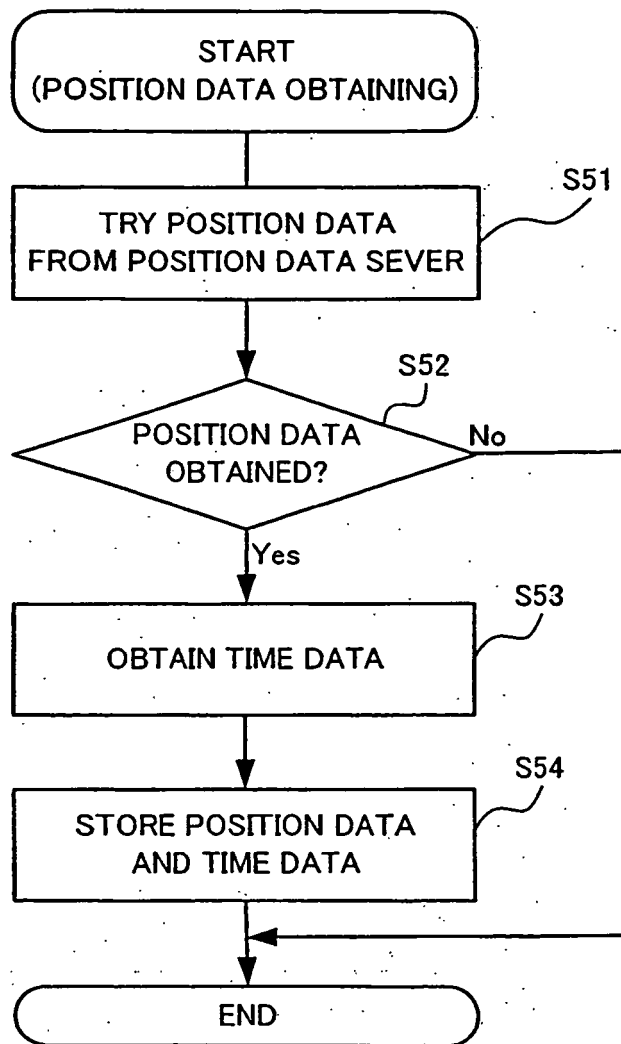 START
(POSITION DATA OBTAINING)
S51
TRY POSITION DATA
FROM POSITION DATA SEVER
S52
POSITION DATA
OBTAINED?
No
Yes
S53
OBTAIN TIME DATA
S54
STORE POSITION DATA
AND TIME DATA
END